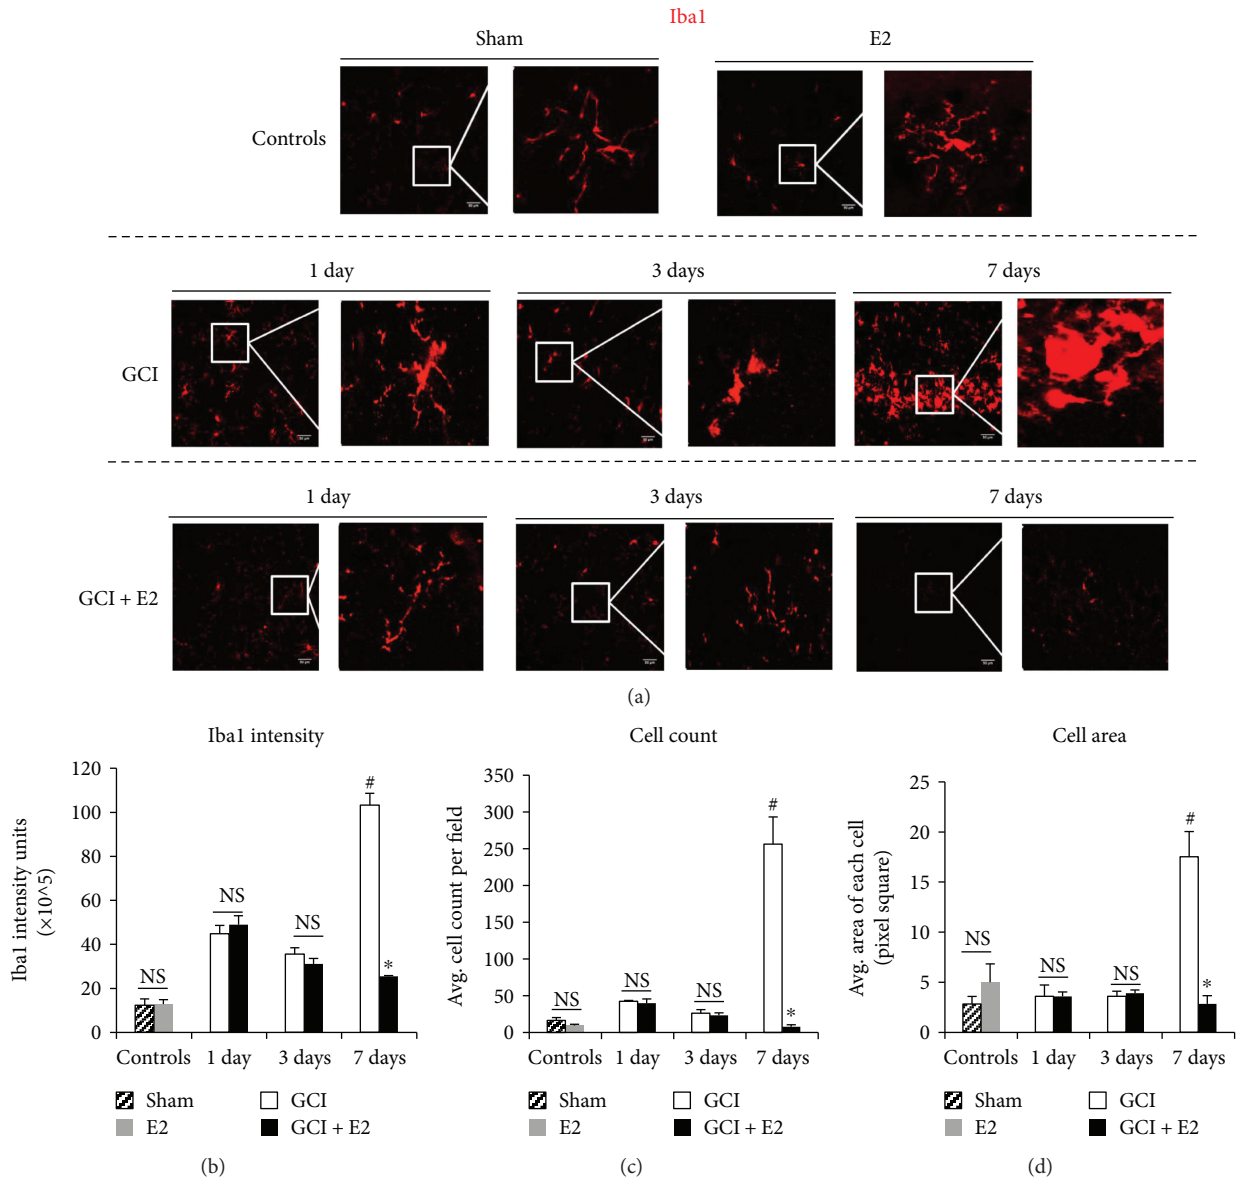 Iba1
Sham
E2
Controls
1 day
3 days
7 days
GCI
1 day
3 days
7 days
GCI + E2
(a)
Iba1 intensity
Iba1 intensity units
(×10^5)
120
100
80
60
40
20
0
NS
NS
NS
#
*
Controls
1 day
3 days
7 days
Sham
GCI
E2
GCI + E2
(b)
Cell count
Avg. cell count per field
350
300
250
200
150
100
50
0
NS
NS
NS
#
*
Controls
1 day
3 days
7 days
Sham
GCI
E2
GCI + E2
(c)
Cell area
Avg. area of each cell
(pixel square)
25
20
15
10
5
0
NS
NS
NS
#
*
Controls
1 day
3 days
7 days
Sham
GCI
E2
GCI + E2
(d)